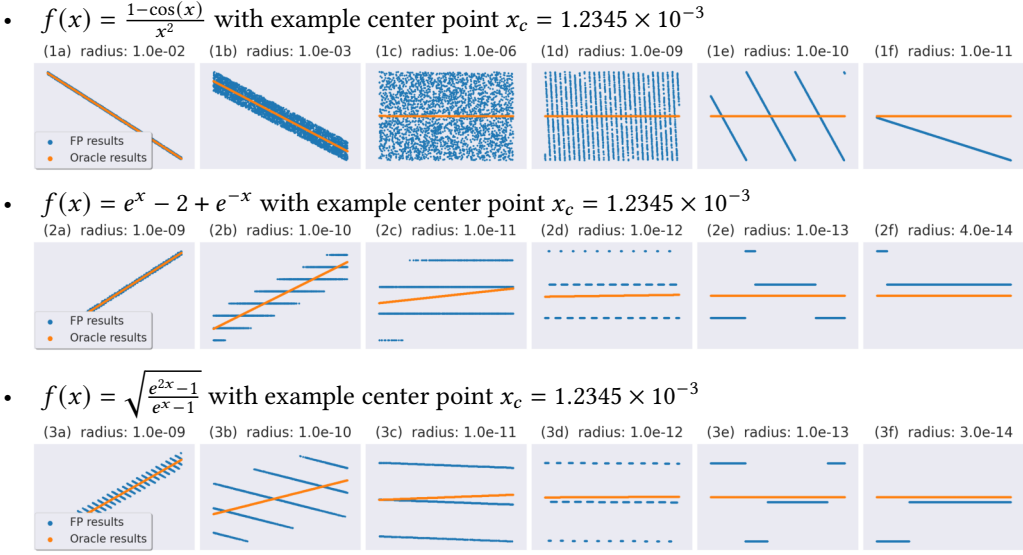 • f(x) = \frac{1−cos(x)}{x^2} with example center point x_c = 1.2345 × 10^{−3}
(1a) radius: 1.0e-02 (1b) radius: 1.0e-03 (1c) radius: 1.0e-06 (1d) radius: 1.0e-09 (1e) radius: 1.0e-10 (1f) radius: 1.0e-11
FP results
Oracle results
• f(x) = e^x − 2 + e^{−x} with example center point x_c = 1.2345 × 10^{−3}
(2a) radius: 1.0e-09 (2b) radius: 1.0e-10 (2c) radius: 1.0e-11 (2d) radius: 1.0e-12 (2e) radius: 1.0e-13 (2f) radius: 4.0e-14
FP results
Oracle results
• f(x) = \sqrt{\frac{e^{2x}−1}{e^x−1}} with example center point x_c = 1.2345 × 10^{−3}
(3a) radius: 1.0e-09 (3b) radius: 1.0e-10 (3c) radius: 1.0e-11 (3d) radius: 1.0e-12 (3e) radius: 1.0e-13 (3f) radius: 3.0e-14
FP results
Oracle results